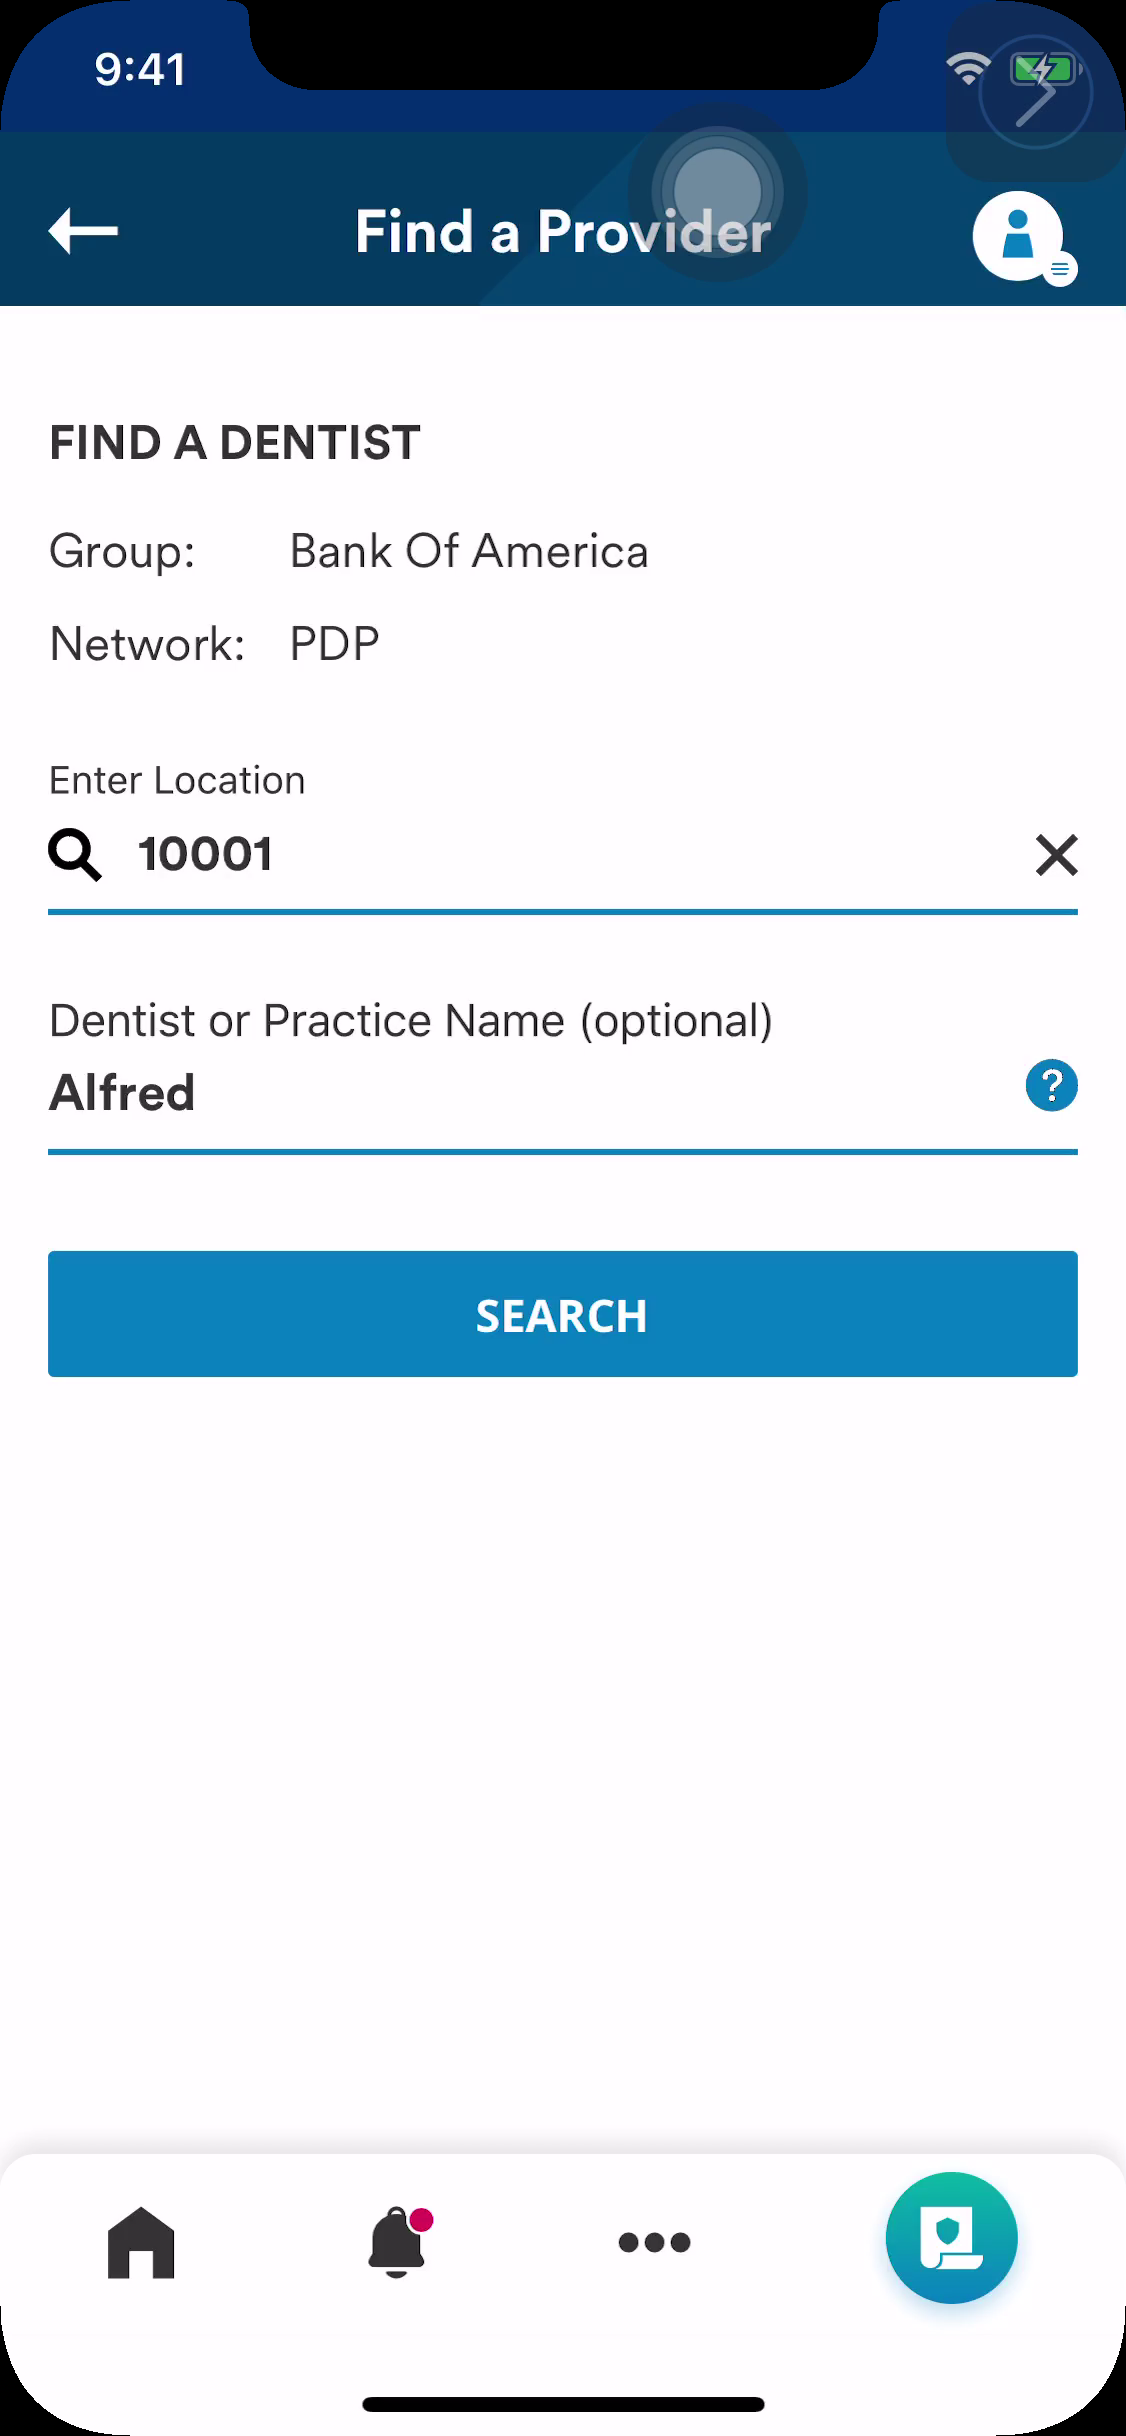 9:41
Find a Provider
FIND A DENTIST
Group: Bank Of America
Network: PDP
Enter Location
10001
Dentist or Practice Name (optional)
Alfred
?
SEARCH